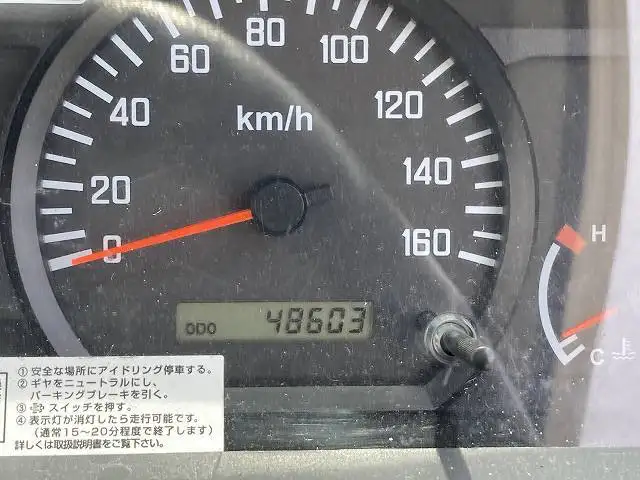 80
60
100
40
km/h
120
20
140
0
160
H
ODO 48603
C
①安全な場所にアイドリング停車する。
②ギヤをニュートラルにし、
パーキングブレーキを引く。
③ スイッチを押す。
④表示灯が消灯したら走行可能です。
(通常15~20分程度で終了します)
詳しくは取扱説明書をご覧下さい。